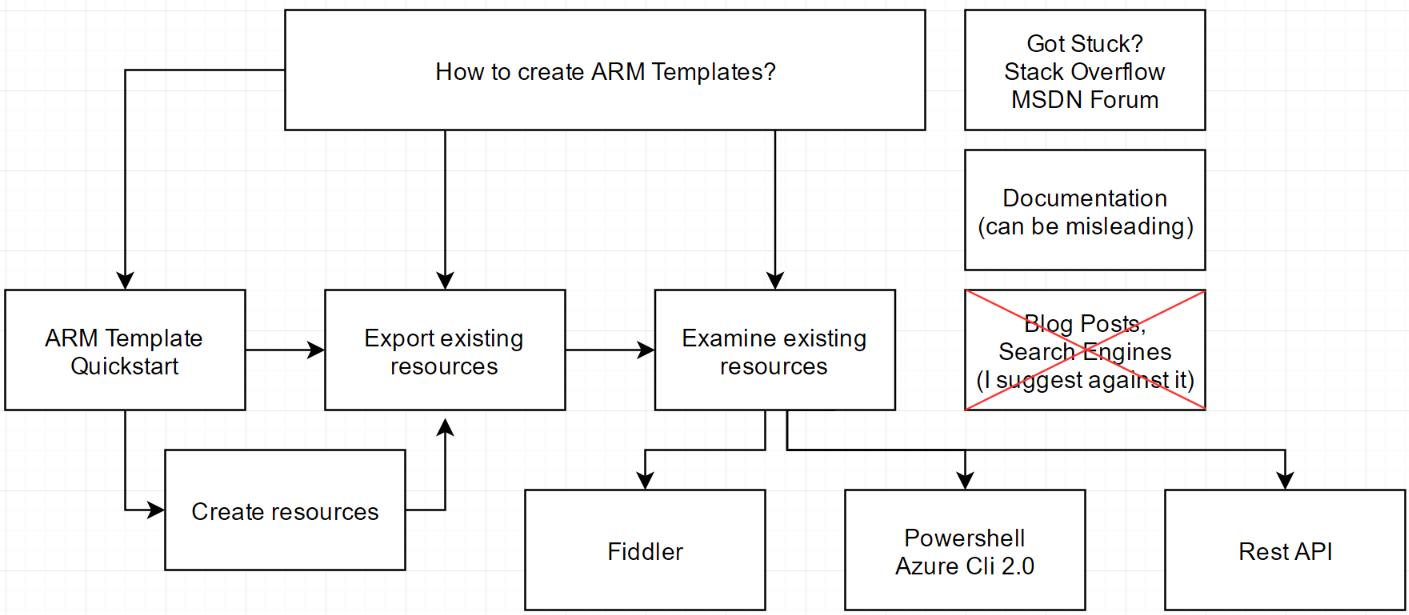 How to create ARM Templates?
Got Stuck?
Stack Overflow
MSDN Forum
Documentation
(can be misleading)
ARM Template
Quickstart
Export existing
resources
Examine existing
resources
Blog Posts,
Search Engines
(I suggest against it)
Create resources
Fiddler
Powershell
Azure Cli 2.0
Rest API